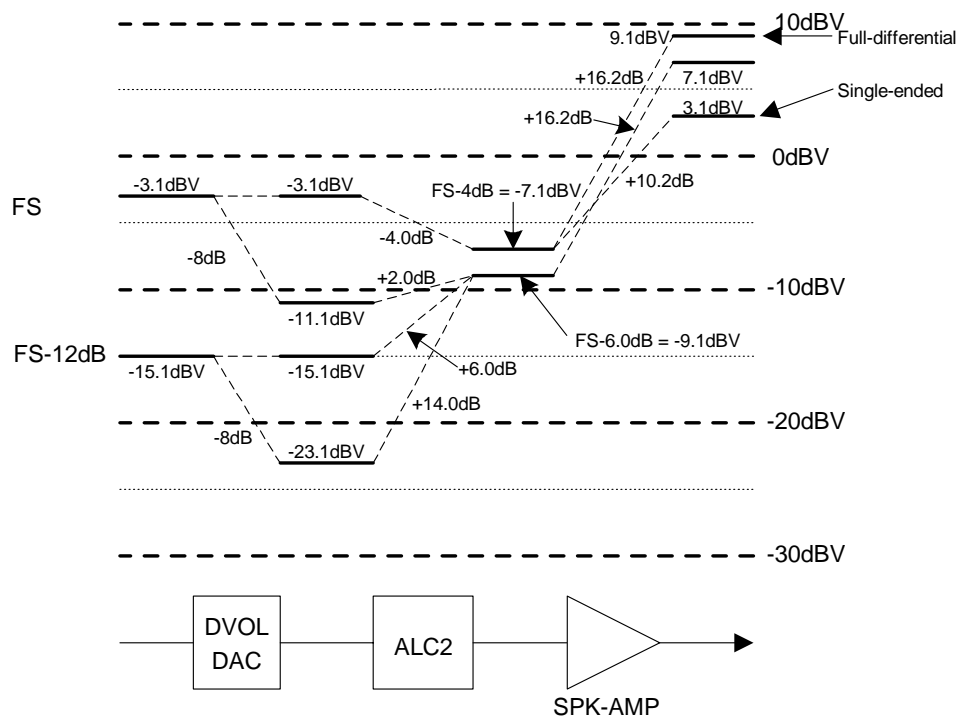 10dBV
9.1dBV
Full-differential
+16.2dB
7.1dBV
Single-ended
3.1dBV
+16.2dB
0dBV
-3.1dBV
-3.1dBV
FS-4dB = -7.1dBV
+10.2dB
FS
-4.0dB
-8dB
+2.0dB
-10dBV
-11.1dBV
FS-6.0dB = -9.1dBV
FS-12dB
-15.1dBV
-15.1dBV
+6.0dB
+14.0dB
-20dBV
-8dB
-23.1dBV
-30dBV
DVOL
DAC
ALC2
SPK-AMP